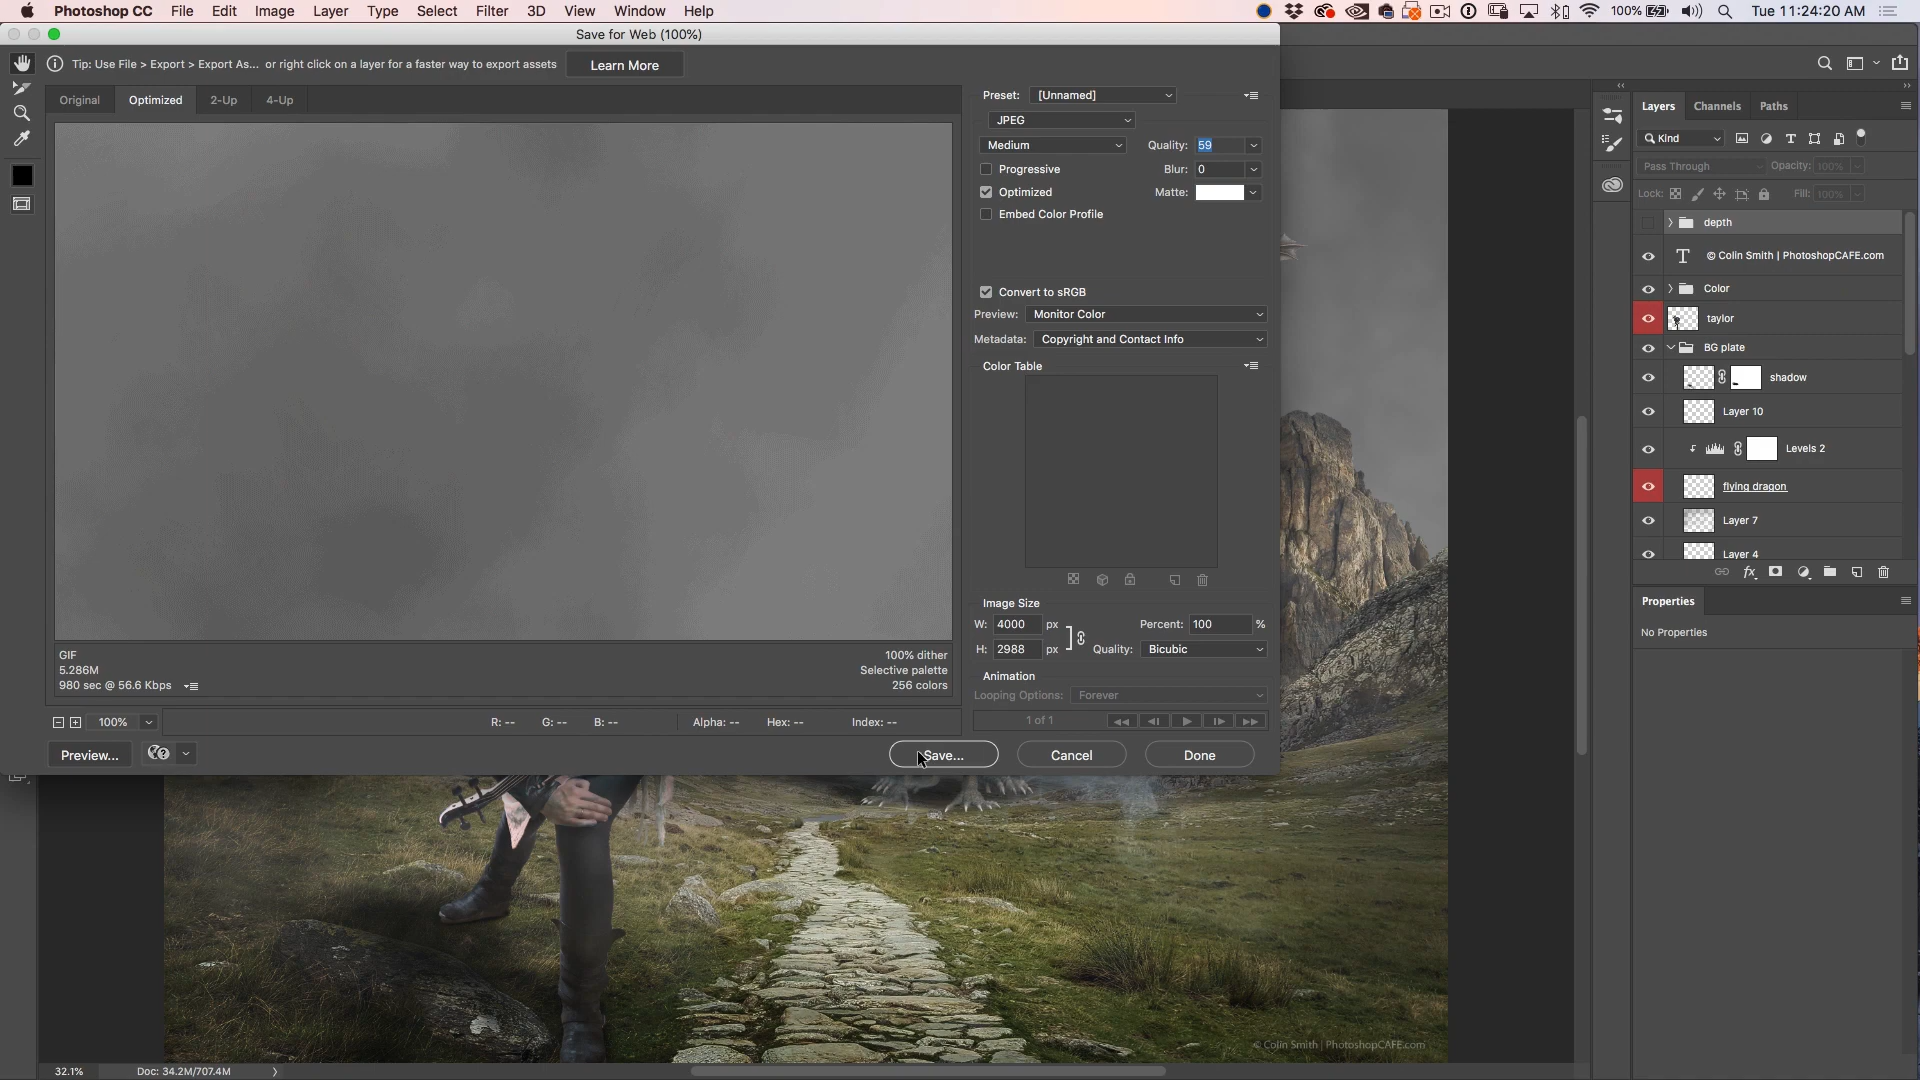 Photoshop CC File Edit Image Layer Type Select Filter 3D View Window Help 100% Tue 11:24:20 AM
Save for Web (100%)
Tip: Use File > Export > Export As... or right click on a layer for a faster way to export assets Learn More
Original Optimized 2-Up 4-Up
Preset: [Unnamed]
JPEG
Medium Quality: 59
Progressive Blur: 0
Optimized Matte:
Embed Color Profile
Convert to sRGB
Preview: Monitor Color
Metadata: Copyright and Contact Info
Color Table
Image Size
W: 4000 px Percent: 100 %
H: 2988 px Quality: Bicubic
Animation
Looping Options: Forever
1 of 1
GIF 100% dither
5.286M Selective palette
980 sec @ 56.6 Kbps 256 colors
100% R: -- G: -- B: -- Alpha: -- Hex: -- Index: --
Preview... Save... Cancel Done
Layers Channels Paths
Kind
Pass Through Opacity: 100%
Lock: Fill: 100%
depth
© Colin Smith | PhotoshopCAFE.com
Color
taylor
BG plate
shadow
Layer 10
Levels 2
flying dragon
Layer 7
Layer 4
Properties
No Properties
© Colin Smith | PhotoshopCAFE.com
32.1% Doc: 34.2M/707.4M